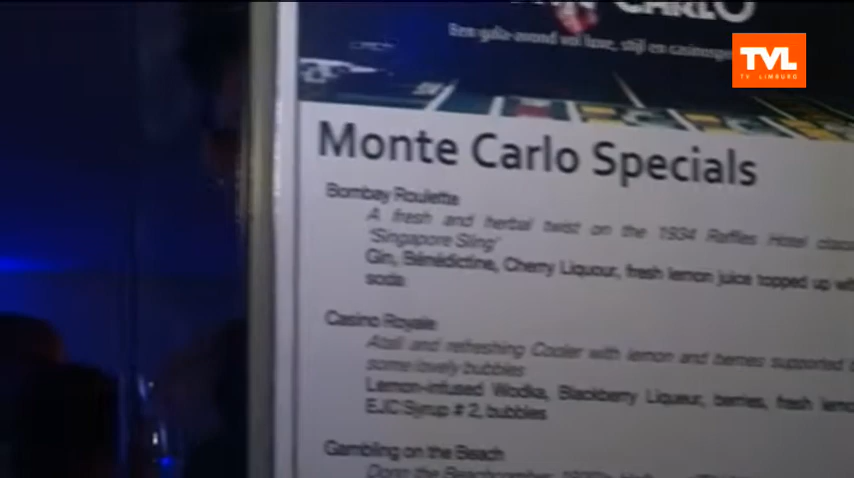 CARLO
Een gala-avond vol luxe, stijl en
TVL
TV LIMBURG
Monte Carlo Specials
Bombay Roulette
A fresh and herbal twist on the 1934 Raffles Hotel
'Singapore Sling'
Gin, Bénédictine, Cherry Liquour, fresh lemon juice topped up
soda
Casino Royale
and refreshing Cooler with lemon and berries supported
some lovely bubbles
Lemon-infused Wodka, Blackberry Liqueur, berries, fresh
EJC Syrup # 2, bubbles
Gambling on the Beach